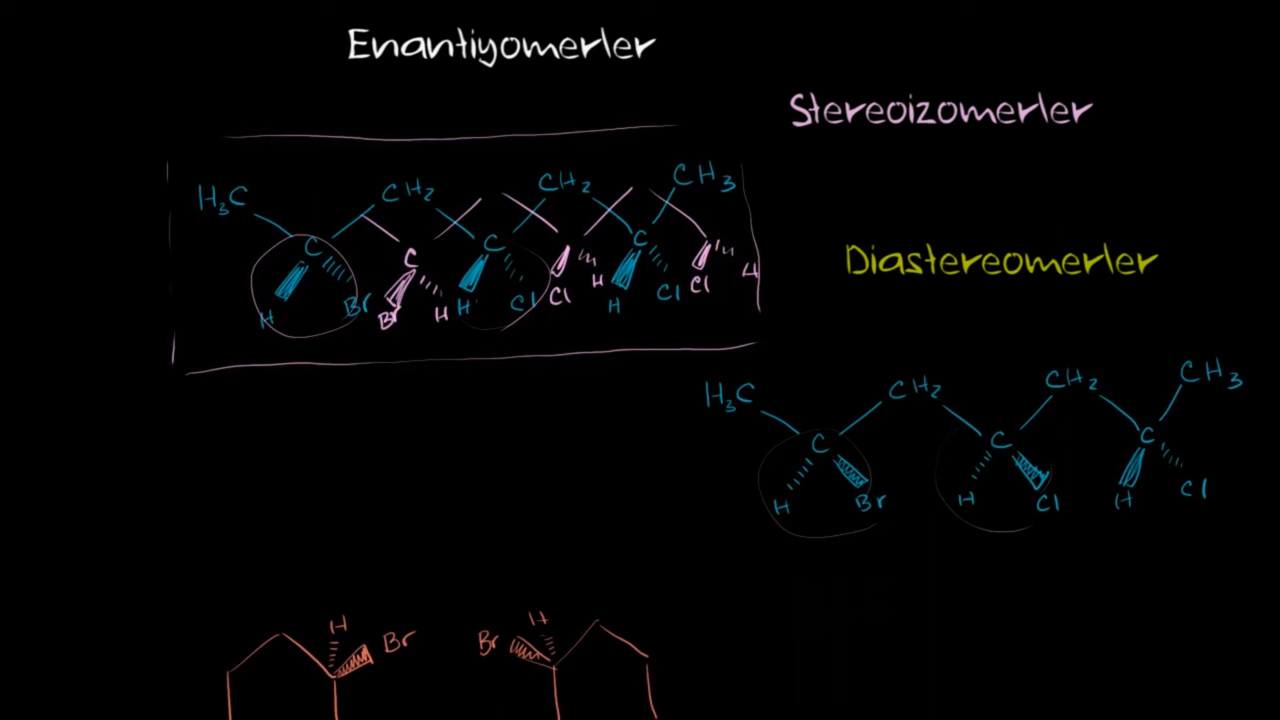 Enantiyomerler
Stereoizomerler
H₃C CH₂ CH₂ CH₃
C C C C
H Br Br H H Cl Cl H H Cl Cl H
Diastereomerler
H₃C CH₂ CH₂ CH₃
C C C
H Br H Cl H Cl
H Br Br H